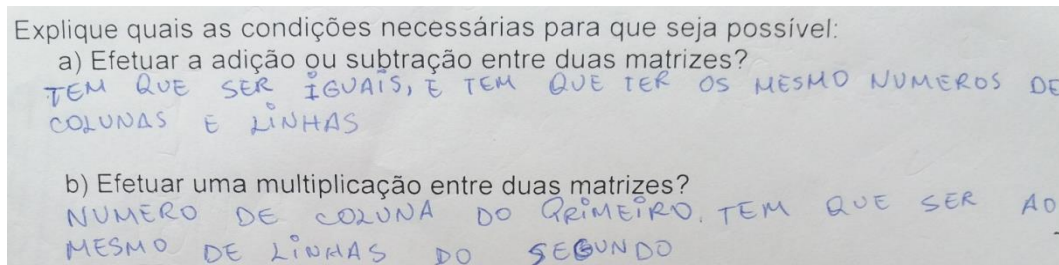 Explique quais as condições necessárias para que seja possível:
a) Efetuar a adição ou subtração entre duas matrizes?
TEM QUE SER IGUAIS, E TEM QUE TER OS MESMO NUMEROS DE
COLUNAS E LINHAS
b) Efetuar uma multiplicação entre duas matrizes?
NUMERO DE COLUNA DO PRIMEIRO. TEM QUE SER AO
MESMO DE LINHAS DO SEGUNDO